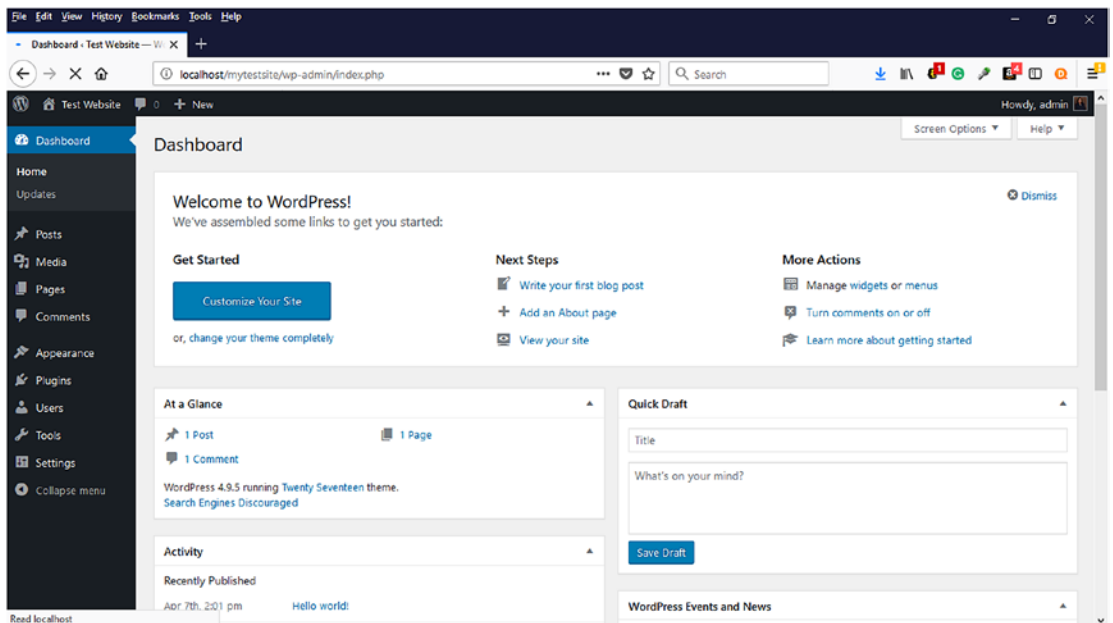 File Edit View History Bookmarks Tools Help
Dashboard ‹ Test Website — W
localhost/mytestsite/wp-admin/index.php
Search
Test Website 0 + New
Howdy, admin
Dashboard
Home
Updates
Posts
Media
Pages
Comments
Appearance
Plugins
Users
Tools
Settings
Collapse menu
Screen Options ▼
Help ▼
Dashboard
Welcome to WordPress!
We've assembled some links to get you started:
Dismiss
Get Started
Customize Your Site
or, change your theme completely
Next Steps
Write your first blog post
Add an About page
View your site
More Actions
Manage widgets or menus
Turn comments on or off
Learn more about getting started
At a Glance
1 Post
1 Page
1 Comment
WordPress 4.9.5 running Twenty Seventeen theme.
Search Engines Discouraged
Activity
Recently Published
Apr 7th, 2:01 pm Hello world!
Quick Draft
Title
What's on your mind?
Save Draft
WordPress Events and News
Read localhost